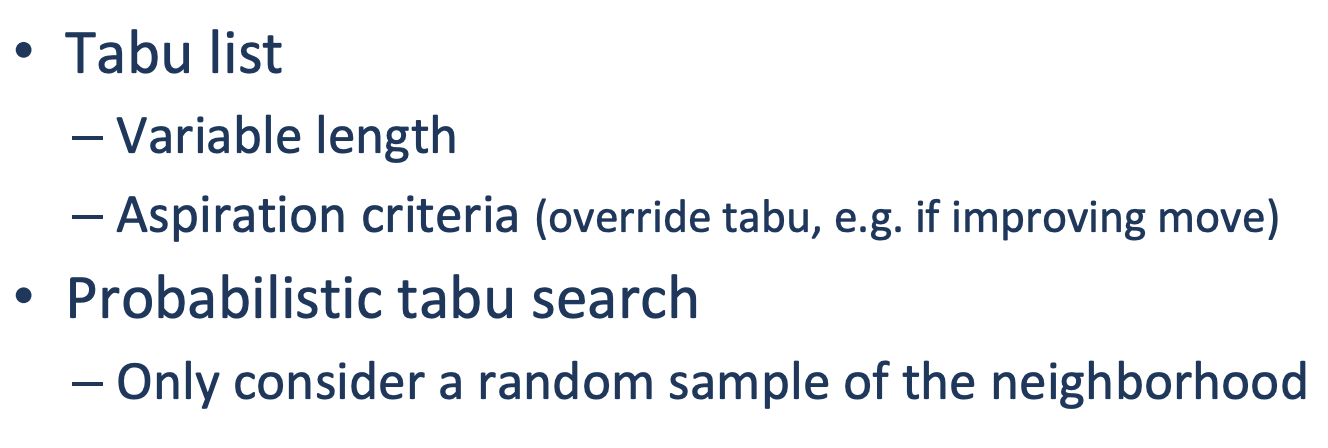 • Tabu list
– Variable length
– Aspiration criteria (override tabu, e.g. if improving move)
• Probabilistic tabu search
– Only consider a random sample of the neighborhood